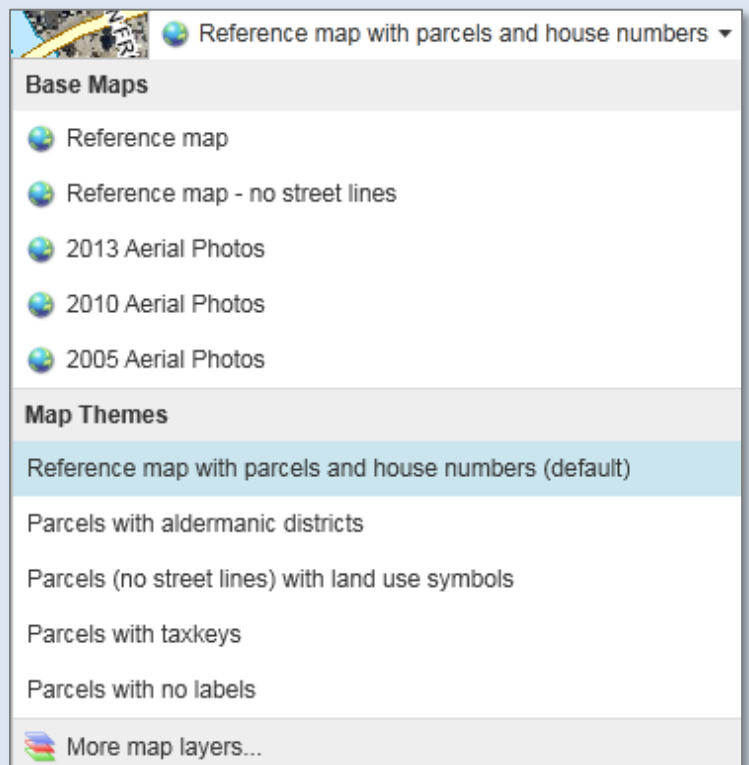 N FR
Reference map with parcels and house numbers
Base Maps
Reference map
Reference map - no street lines
2013 Aerial Photos
2010 Aerial Photos
2005 Aerial Photos
Map Themes
Reference map with parcels and house numbers (default)
Parcels with aldermanic districts
Parcels (no street lines) with land use symbols
Parcels with taxkeys
Parcels with no labels
More map layers...